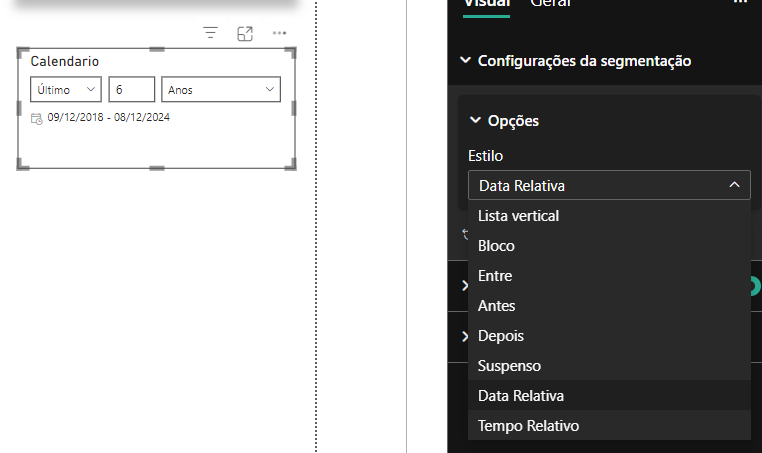 Visual Geral
Calendario
Último 6 Anos
09/12/2018 - 08/12/2024
Configurações da segmentação
Opções
Estilo
Data Relativa
Lista vertical
Bloco
Entre
Antes
Depois
Suspenso
Data Relativa
Tempo Relativo